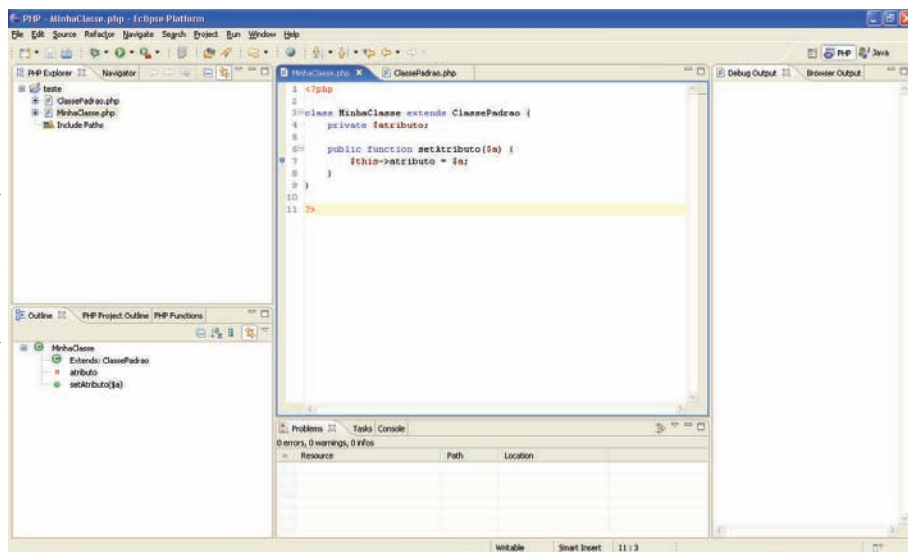 PHP - MinhaClasse.php - Eclipse Platform
File Edit Source Refactor Navigate Search Project Run Window Help
PHP Java
PHP Explorer Navigator
teste
ClassePadrao.php
MinhaClasse.php
Include Paths
MinhaClasse.php ClassePadrao.php
1 <?php
2
3 class MinhaClasse extends ClassePadrao {
4 private $atributo;
5
6 public function setAtributo($a) {
7 $this->atributo = $a;
8 }
9 }
10
11 ?>
Debug Output Browser Output
Outline PHP Project Outline PHP Functions
MinhaClasse
Extends: ClassePadrao
atributo
setAtributo($a)
Problems Tasks Console
0 errors, 0 warnings, 0 infos
Resource Path Location
Writable Smart Insert 11 : 3